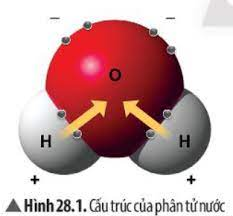 − −
O
H H
+ +
▲ Hình 28.1. Cấu trúc của phân tử nước